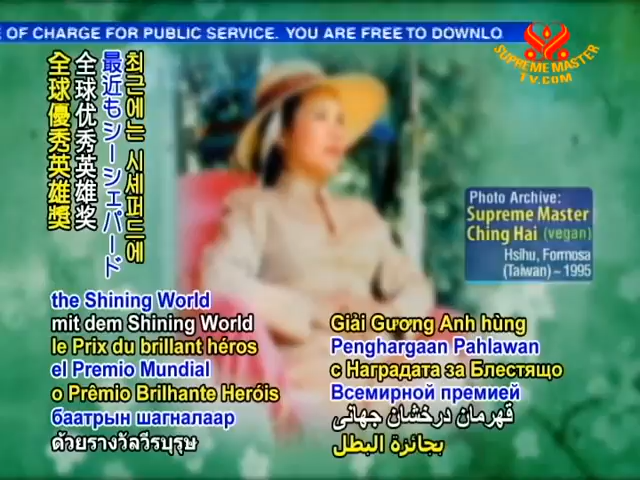 OF CHARGE FOR PUBLIC SERVICE. YOU ARE FREE TO DOWNLO
SUPREME MASTER
TV.COM
최근에는 시셰퍼드에
最近もシーシェパード
全球优秀英雄奖
全球優秀英雄獎
Photo Archive:
Supreme Master
Ching Hai (vegan)
Hsihu, Formosa
(Taiwan) – 1995
the Shining World
mit dem Shining World
le Prix du brillant héros
el Premio Mundial
o Prêmio Brilhante Heróis
баатрын шагналаар
ด้วยรางวัลวีรบุรุษ
Giải Gương Anh hùng
Penghargaan Pahlawan
с Наградата за Блестящо
Всемирной премией
قهرمان درخشان جهانی
بجائزة البطل